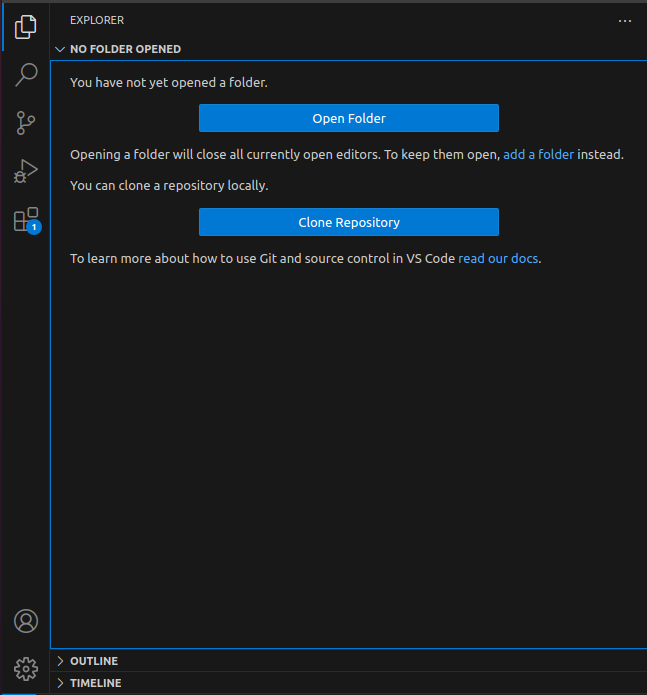 EXPLORER
NO FOLDER OPENED
You have not yet opened a folder.
Open Folder
Opening a folder will close all currently open editors. To keep them open, add a folder instead.
You can clone a repository locally.
Clone Repository
1
To learn more about how to use Git and source control in VS Code read our docs.
OUTLINE
TIMELINE